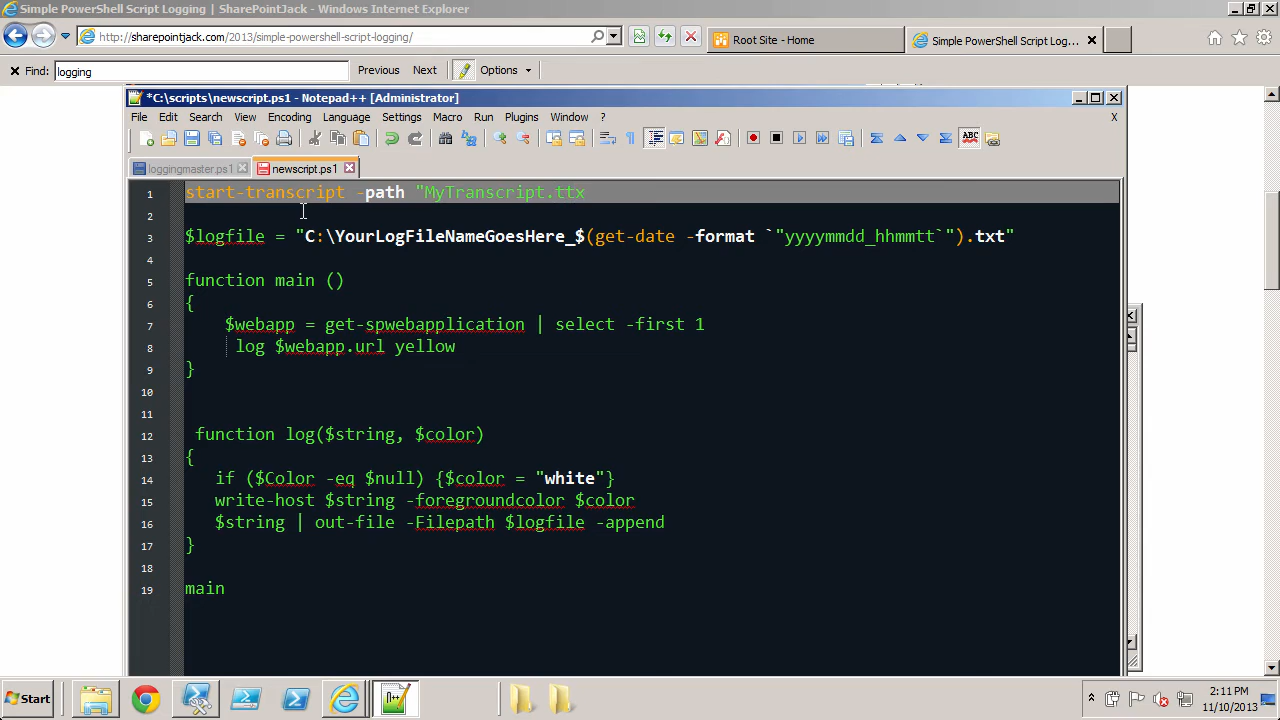 Simple PowerShell Script Logging | SharePointJack - Windows Internet Explorer
http://sharepointjack.com/2013/simple-powershell-script-logging/
Root Site - Home
Simple PowerShell Script Log...
Find:
logging
Previous
Next
Options
*C:\scripts\newscript.ps1 - Notepad++ [Administrator]
File Edit Search View Encoding Language Settings Macro Run Plugins Window ? X
loggingmaster.ps1
newscript.ps1
1 start-transcript -path "MyTranscript.ttx
2
3 $logfile = "C:\YourLogFileNameGoesHere_$(get-date -format `"yyyymmdd_hhmmtt`").txt"
4
5 function main ()
6 {
7 $webapp = get-spwebapplication | select -first 1
8 log $webapp.url yellow
9 }
10
11
12 function log($string, $color)
13 {
14 if ($Color -eq $null) {$color = "white"}
15 write-host $string -foregroundcolor $color
16 $string | out-file -Filepath $logfile -append
17 }
18
19 main
Start
2:11 PM
11/10/2013